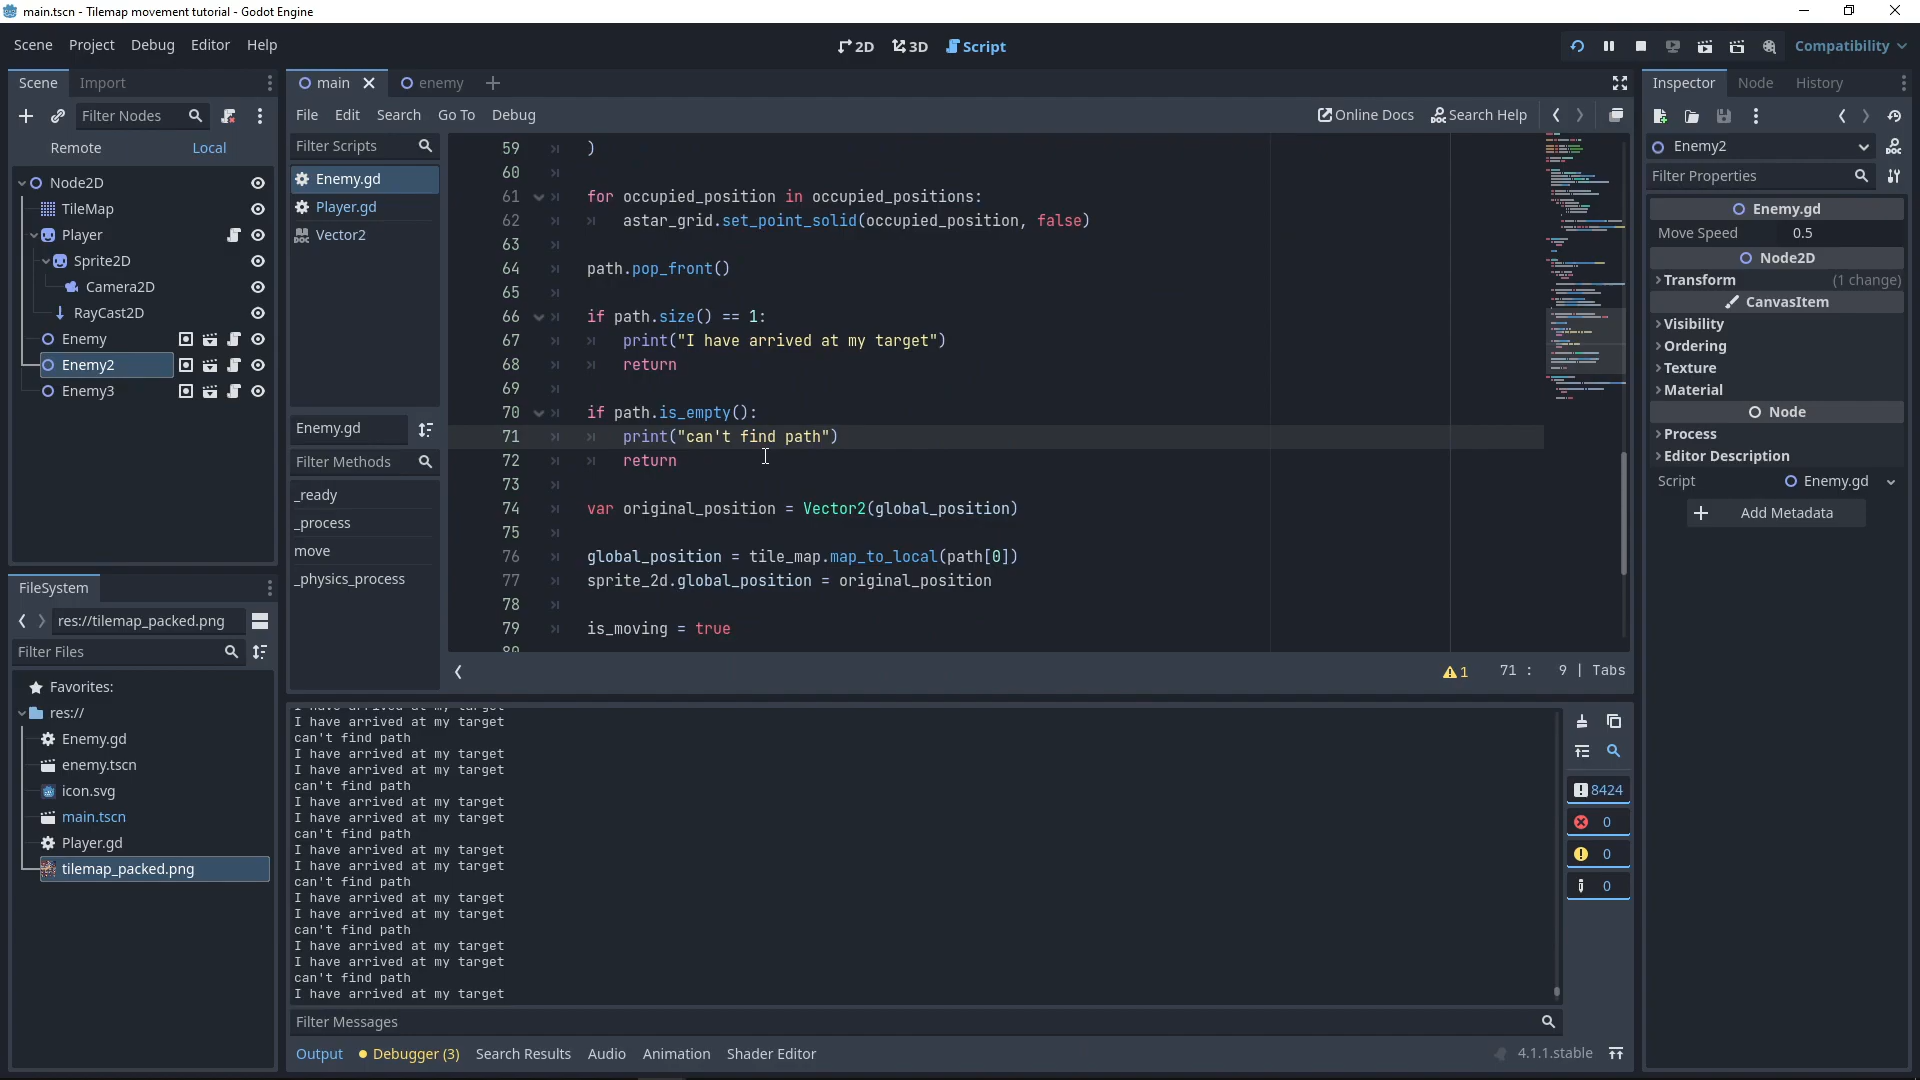 main.tscn - Tilemap movement tutorial - Godot Engine
Scene Project Debug Editor Help
2D 3D Script
Compatibility
Scene Import
main enemy
Inspector Node History
Filter Nodes
File Edit Search Go To Debug
Online Docs Search Help
Remote Local
Filter Scripts
Enemy2
Filter Properties
Node2D
TileMap
Player
Sprite2D
Camera2D
RayCast2D
Enemy
Enemy2
Enemy3
Enemy.gd
Player.gd
Vector2
Enemy.gd
Filter Methods
_ready
_process
move
_physics_process
59 )
60
61 for occupied_position in occupied_positions:
62 astar_grid.set_point_solid(occupied_position, false)
63
64 path.pop_front()
65
66 if path.size() == 1:
67 print("I have arrived at my target")
68 return
69
70 if path.is_empty():
71 print("can't find path")
72 return
73
74 var original_position = Vector2(global_position)
75
76 global_position = tile_map.map_to_local(path[0])
77 sprite_2d.global_position = original_position
78
79 is_moving = true
80
1 71 : 9 | Tabs
Enemy.gd
Move Speed 0.5
Node2D
Transform (1 change)
CanvasItem
Visibility
Ordering
Texture
Material
Node
Process
Editor Description
Script Enemy.gd
Add Metadata
FileSystem
res://tilemap_packed.png
Filter Files
Favorites:
res://
Enemy.gd
enemy.tscn
icon.svg
main.tscn
Player.gd
tilemap_packed.png
I have arrived at my target
I have arrived at my target
can't find path
I have arrived at my target
I have arrived at my target
can't find path
I have arrived at my target
I have arrived at my target
can't find path
I have arrived at my target
I have arrived at my target
can't find path
I have arrived at my target
I have arrived at my target
can't find path
I have arrived at my target
I have arrived at my target
can't find path
I have arrived at my target
8424
0
0
0
Filter Messages
Output Debugger (3) Search Results Audio Animation Shader Editor
4.1.1.stable